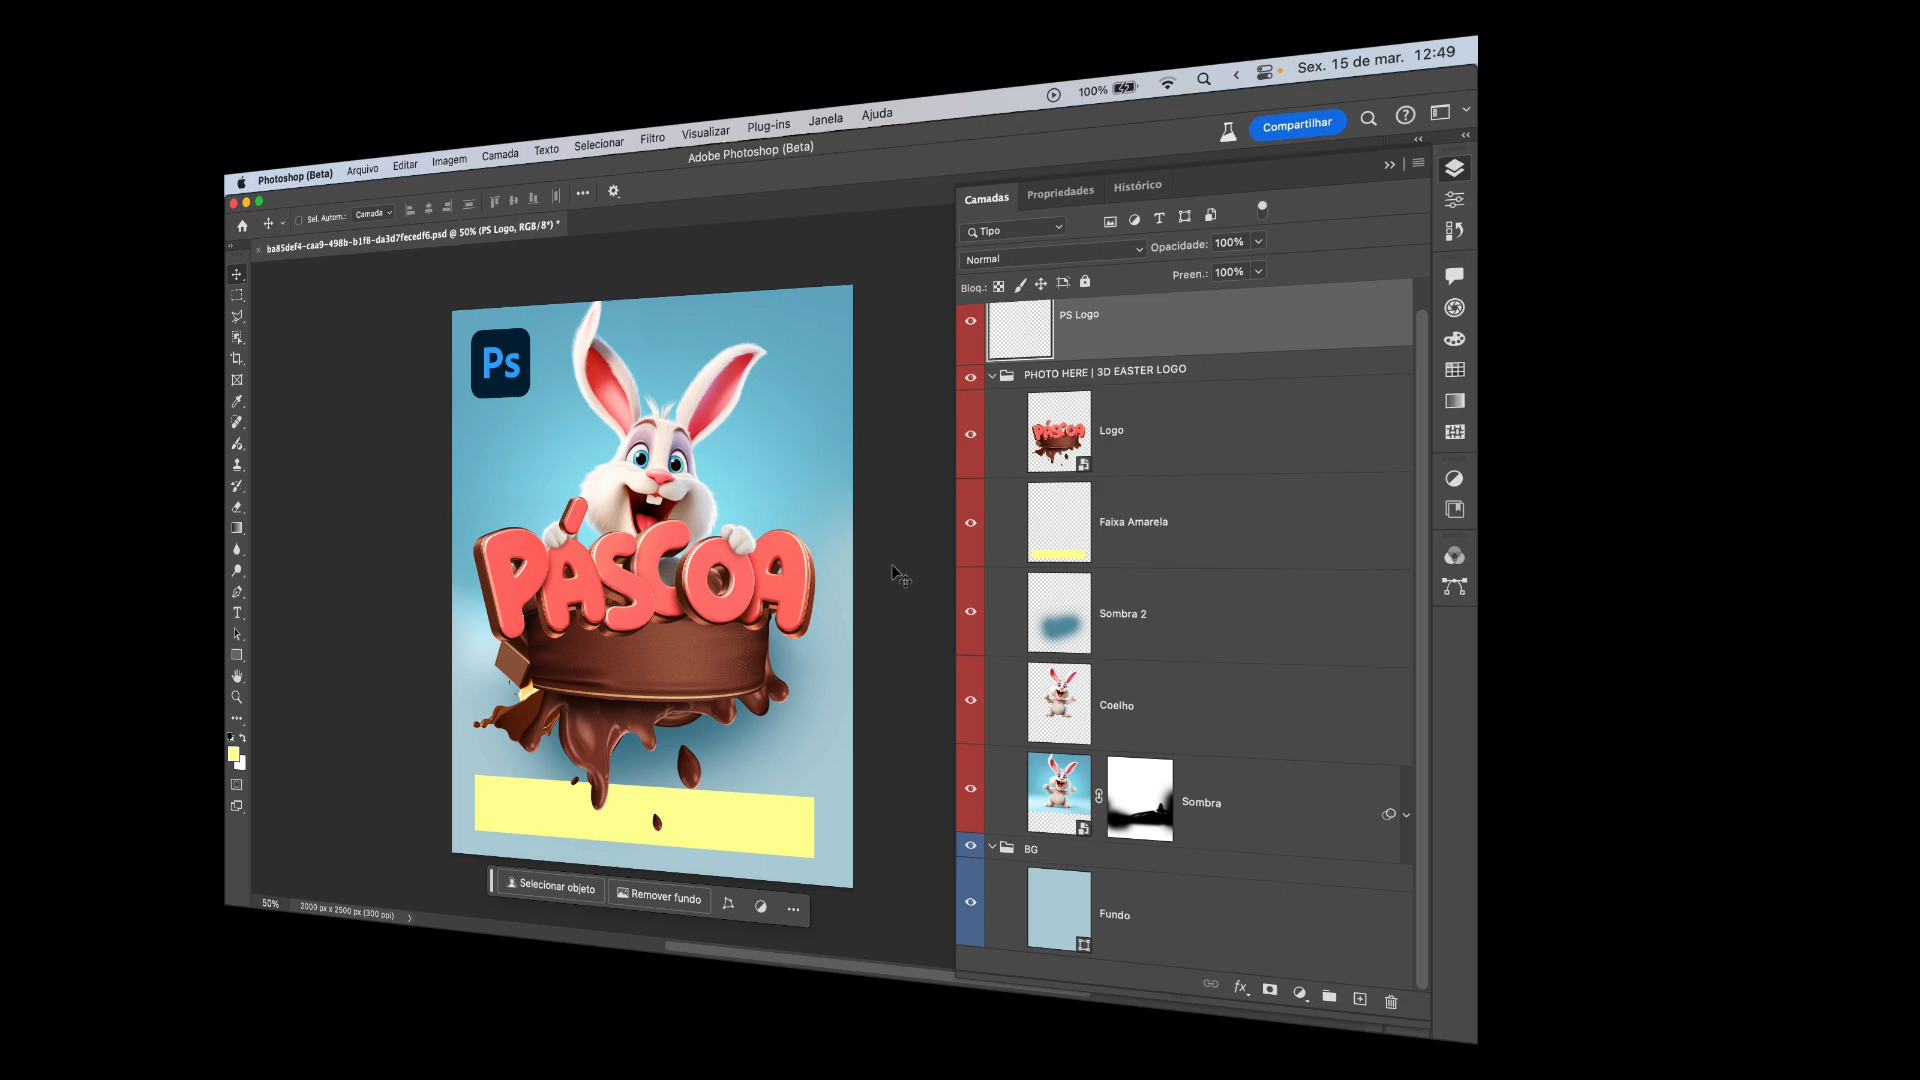 Photoshop (Beta) Arquivo Editar Imagem Camada Texto Selecionar Filtro Visualizar Plug-ins Janela Ajuda 100% Sex. 15 de mar. 12:49
Adobe Photoshop (Beta)
Compartilhar
Sel. Autom.: Camada
ba85def4-caa9-498b-b1f8-da3d7fecedf6.psd @ 50% (PS Logo, RGB/8*) *
Ps
PÁSCOA
Selecionar objeto Remover fundo
50% 2000 px x 2500 px (300 ppi)
Camadas Propriedades Histórico
Tipo
Normal Opacidade: 100%
Bloq.: Preen.: 100%
PS Logo
PHOTO HERE | 3D EASTER LOGO
PÁSCOA
Logo
Faixa Amarela
Sombra 2
Coelho
Sombra
BG
Fundo
fx